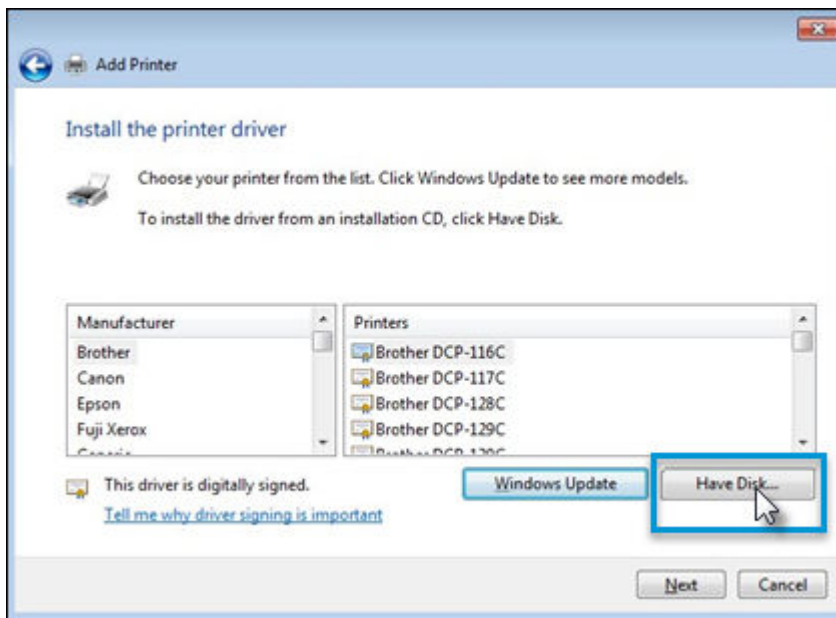 Add Printer
Install the printer driver
Choose your printer from the list. Click Windows Update to see more models.
To install the driver from an installation CD, click Have Disk.
Manufacturer
Brother
Canon
Epson
Fuji Xerox
Printers
Brother DCP-116C
Brother DCP-117C
Brother DCP-128C
Brother DCP-129C
This driver is digitally signed.
Tell me why driver signing is important
Windows Update
Have Disk...
Next
Cancel